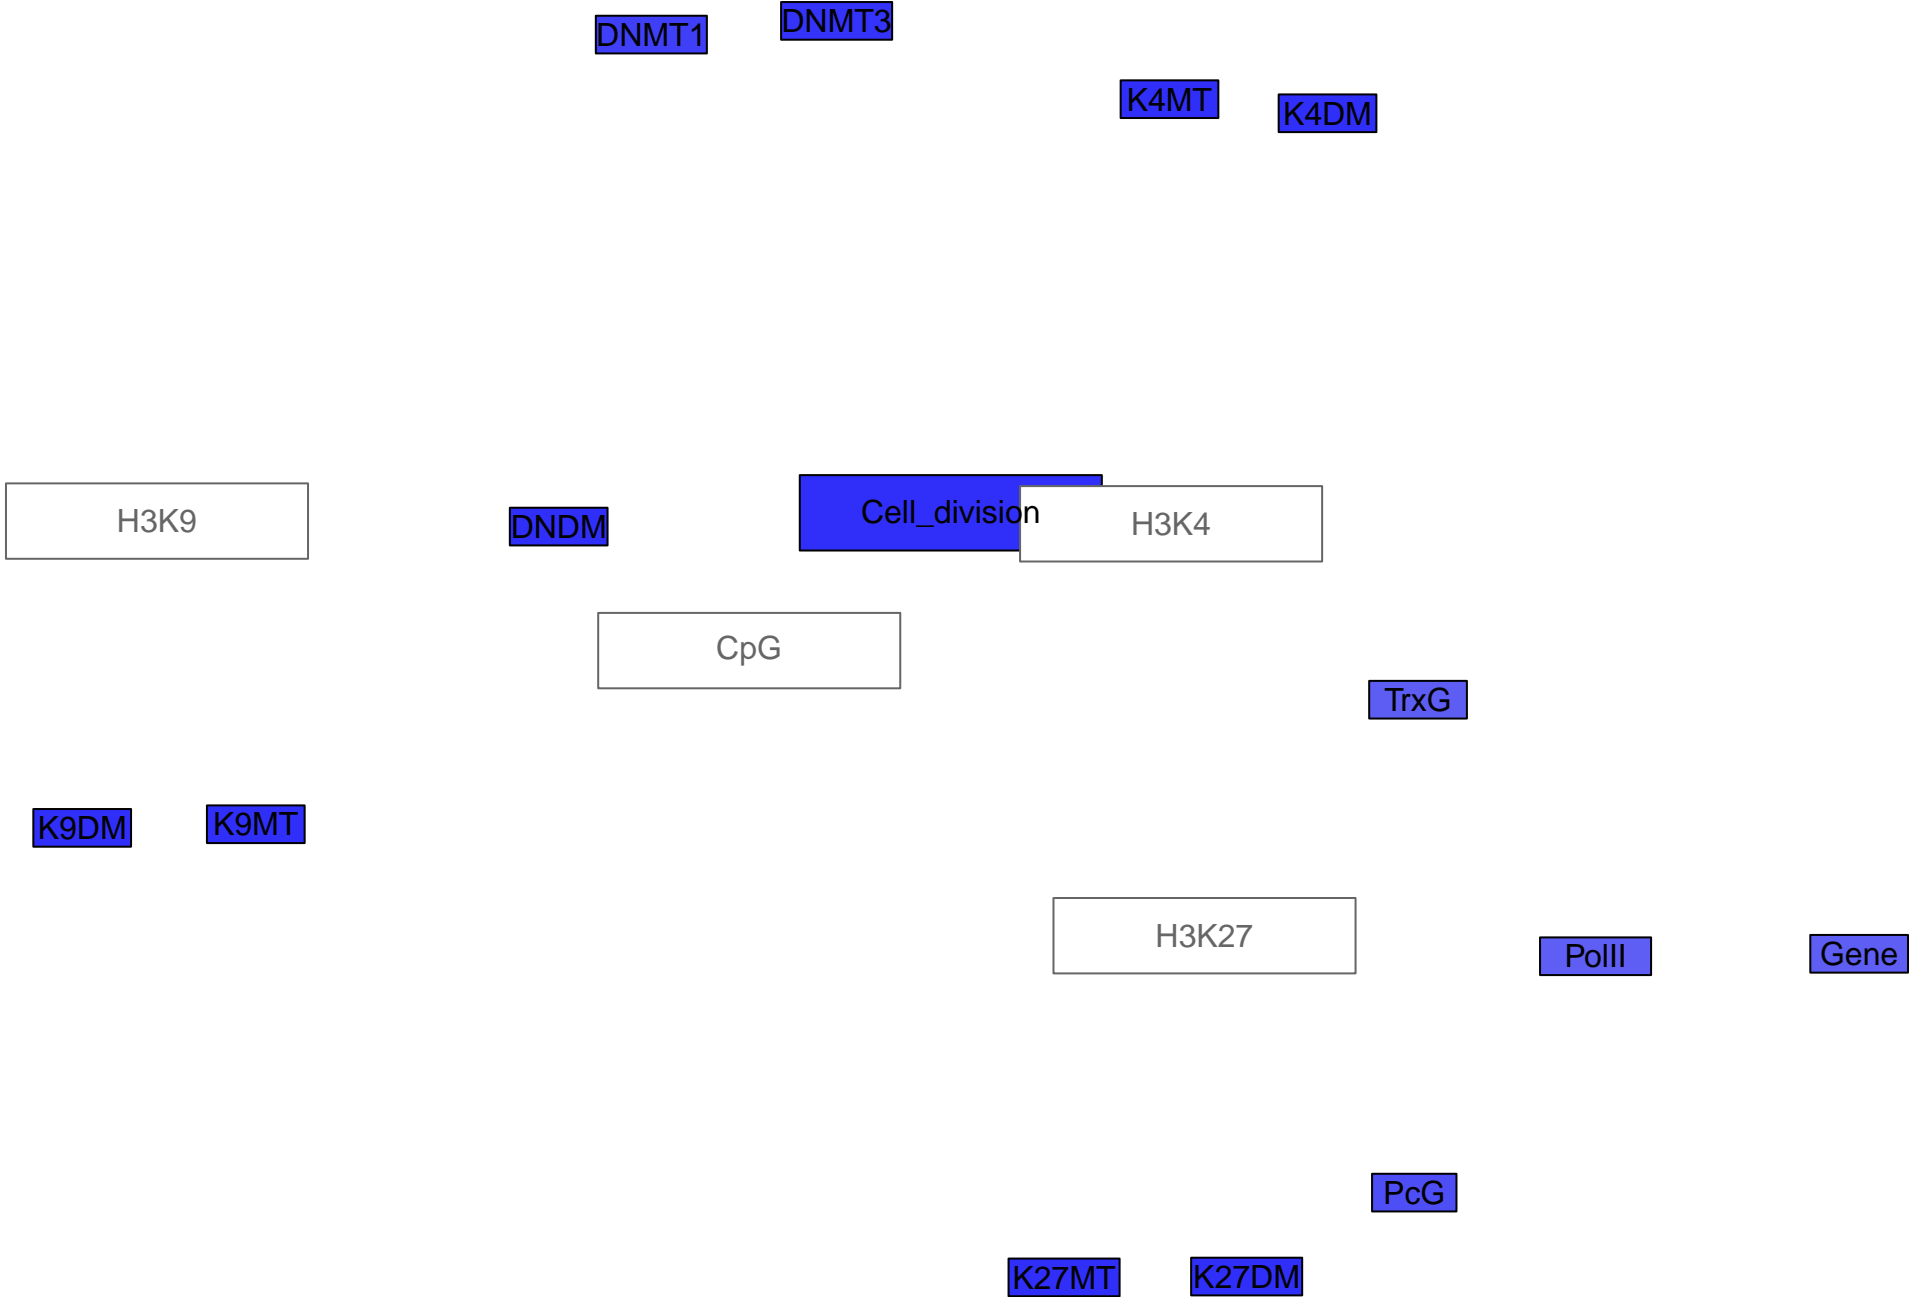 DNMT1
DNMT3
K4MT
K4DM
H3K9
DNDM
Cell_division
H3K4
CpG
TrxG
K9DM
K9MT
H3K27
PolII
Gene
PcG
K27MT
K27DM